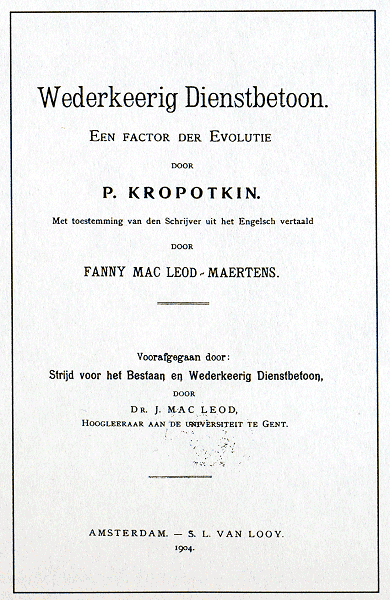 Wederkeerig Dienstbetoon.
EEN FACTOR DER EVOLUTIE
DOOR
P. KROPOTKIN.
Met toestemming van den Schrijver uit het Engelsch vertaald
DOOR
FANNY MAC LEOD-MAERTENS.
Voorafgegaan door:
Strijd voor het Bestaan en Wederkeerig Dienstbetoon,
DOOR
DR. J. MAC LEOD,
HOOGLEERAAR AAN DE UNIVERSITEIT TE GENT.
AMSTERDAM. — S. L. VAN LOOY.
1904.